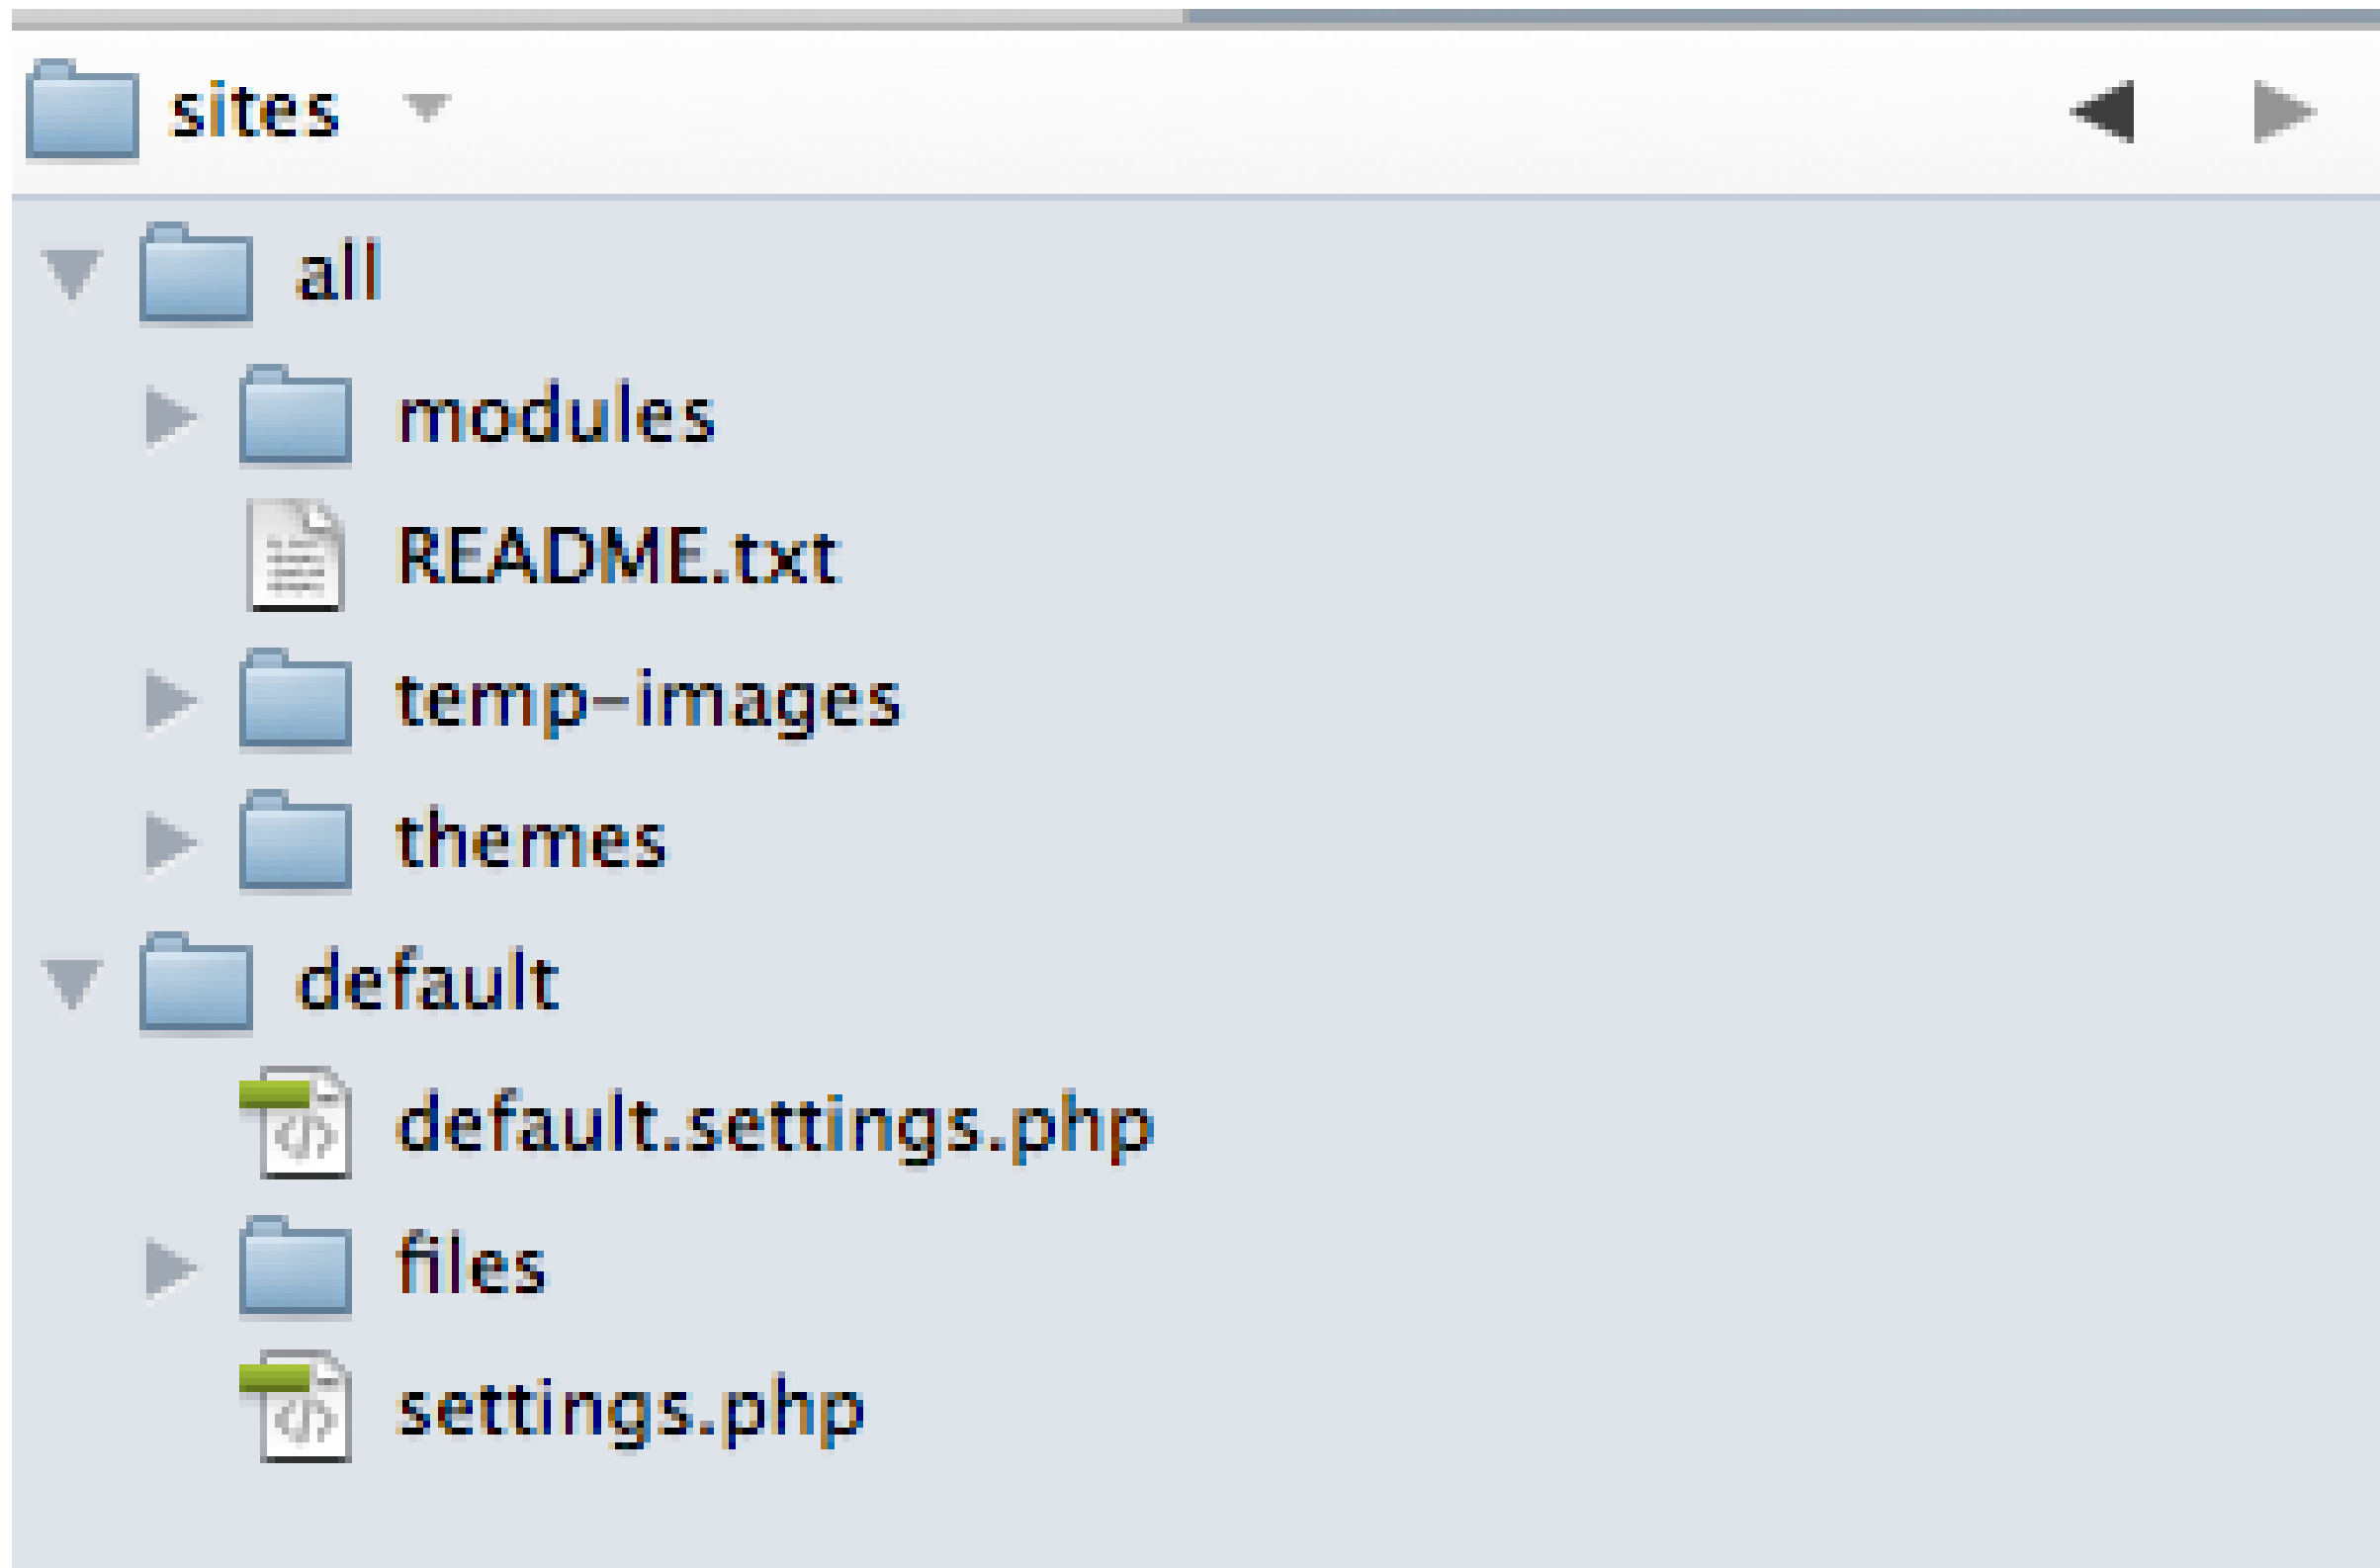 sites
all
modules
README.txt
temp-images
themes
default
default.settings.php
files
settings.php